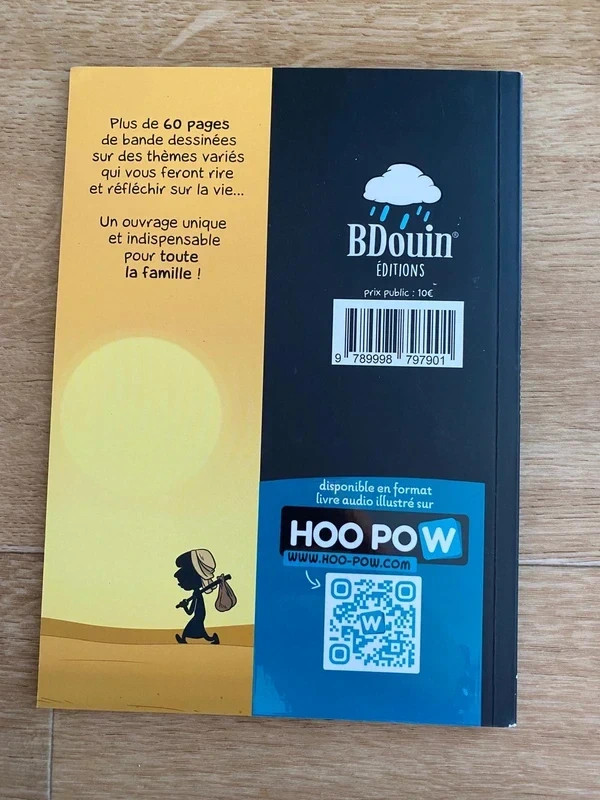 Plus de 60 pages
de bande dessinées
sur des thèmes variés
qui vous feront rire
et réfléchir sur la vie...
Un ouvrage unique
et indispensable
pour toute
la famille !
BDouin®
ÉDITIONS
prix public : 10€
9 789998 797901
disponible en format
livre audio illustré sur
HOO POW
WWW.HOO-POW.COM
W